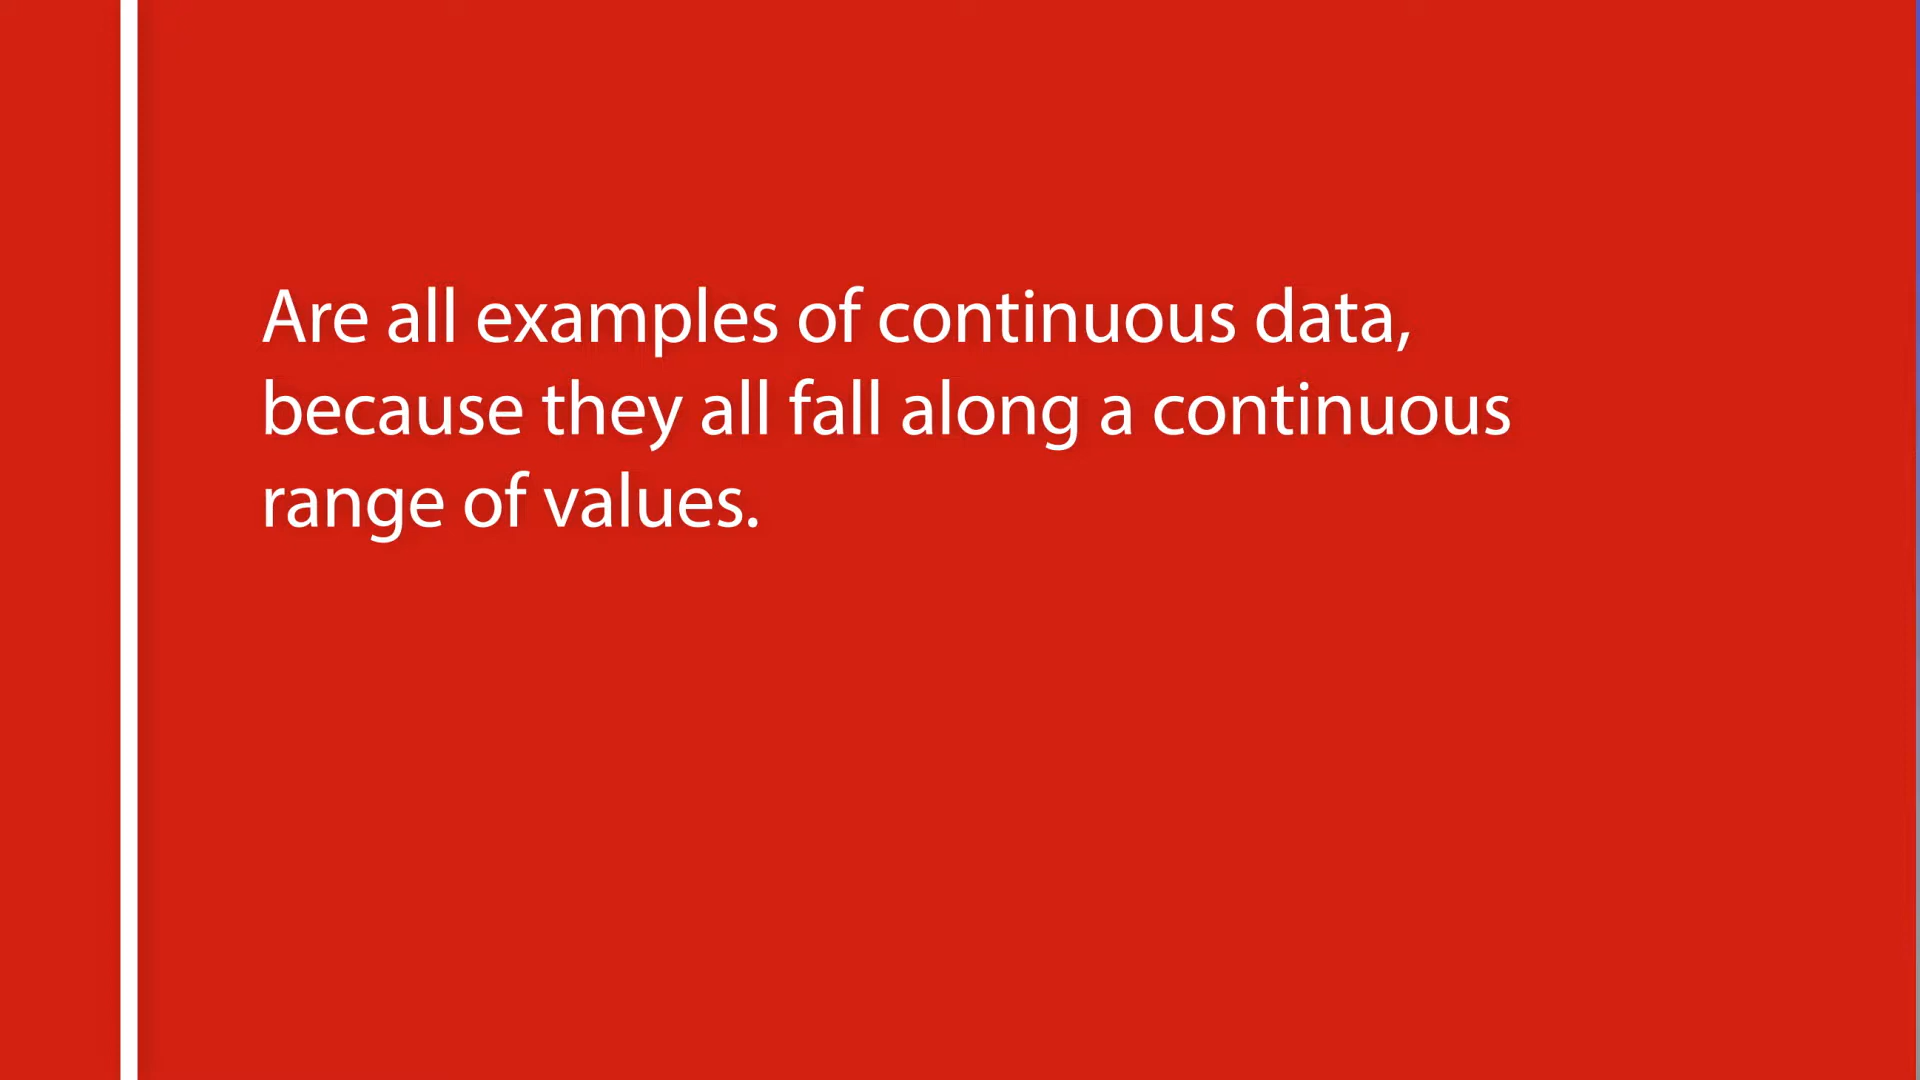 Are all examples of continuous data,
because they all fall along a continuous
range of values.